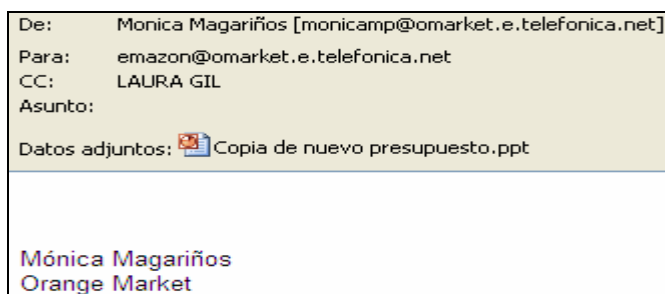 De: Monica Magariños [monicamp@omarket.e.telefonica.net]
Para: emazon@omarket.e.telefonica.net
CC: LAURA GIL
Asunto:
Datos adjuntos: Copia de nuevo presupuesto.ppt
Mónica Magariños
Orange Market